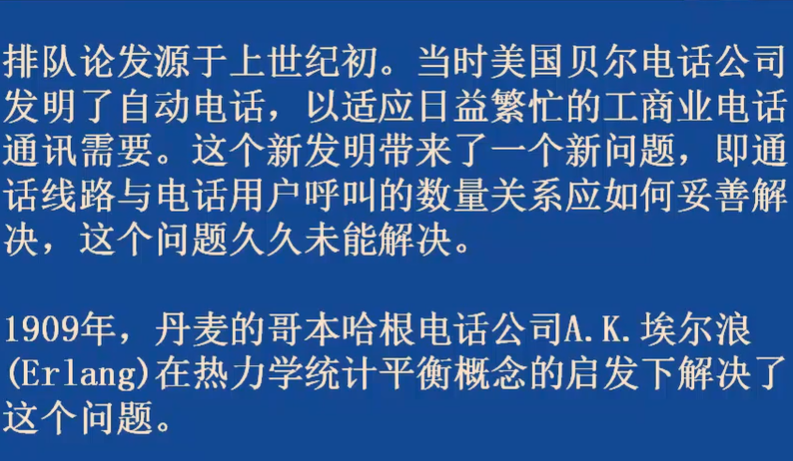 排队论发源于上世纪初。当时美国贝尔电话公司
发明了自动电话，以适应日益繁忙的工商业电话
通讯需要。这个新发明带来了一个新问题，即通
话线路与电话用户呼叫的数量关系应如何妥善解
决，这个问题久久未能解决。
1909年，丹麦的哥本哈根电话公司A.K.埃尔浪
(Erlang)在热力学统计平衡概念的启发下解决了
这个问题。